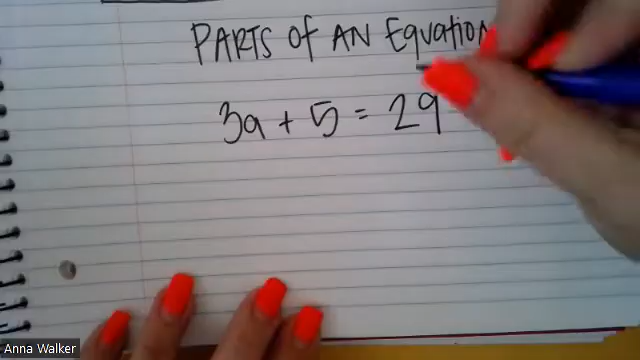 PARTS of AN Equation
3a + 5 = 29
Anna Walker